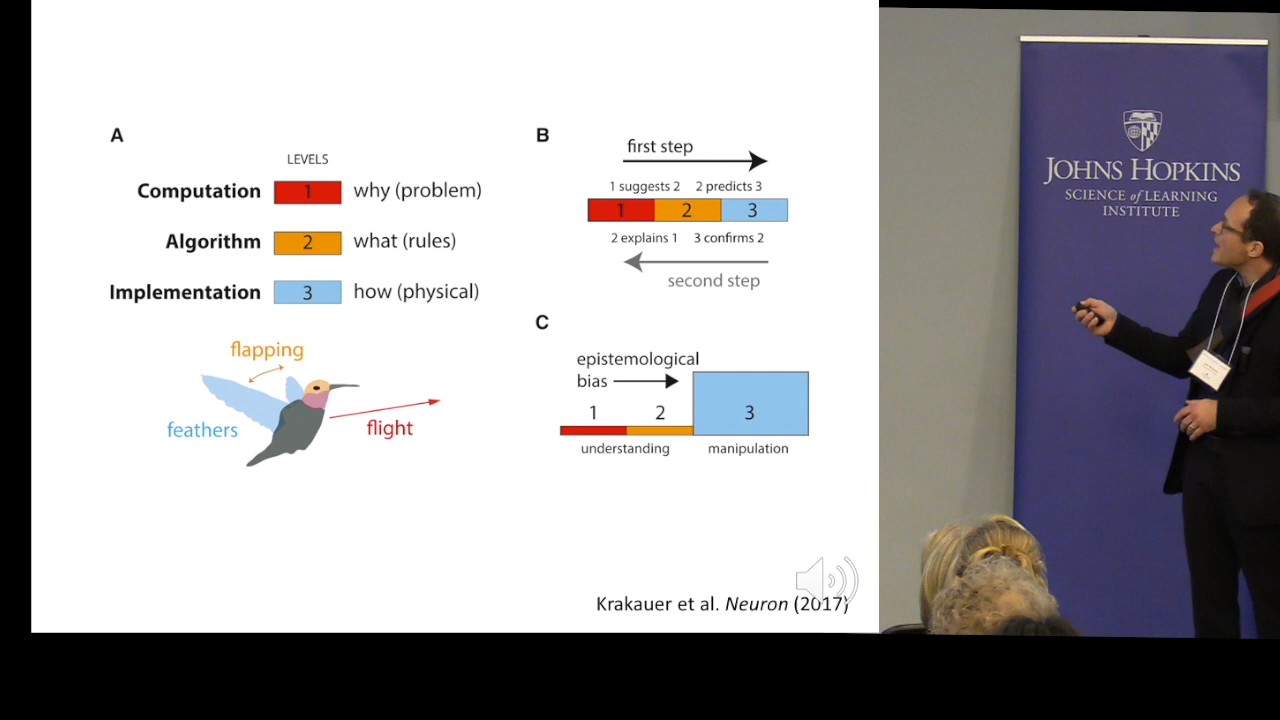 A
LEVELS
Computation 1 why (problem)
Algorithm 2 what (rules)
Implementation 3 how (physical)
flapping
feathers
flight
B
first step
1 suggests 2 2 predicts 3
1 2 3
2 explains 1 3 confirms 2
second step
C
epistemological
bias
1 2 3
understanding manipulation
Krakauer et al. Neuron (2017)
JOHNS HOPKINS
SCIENCE of LEARNING
INSTITUTE